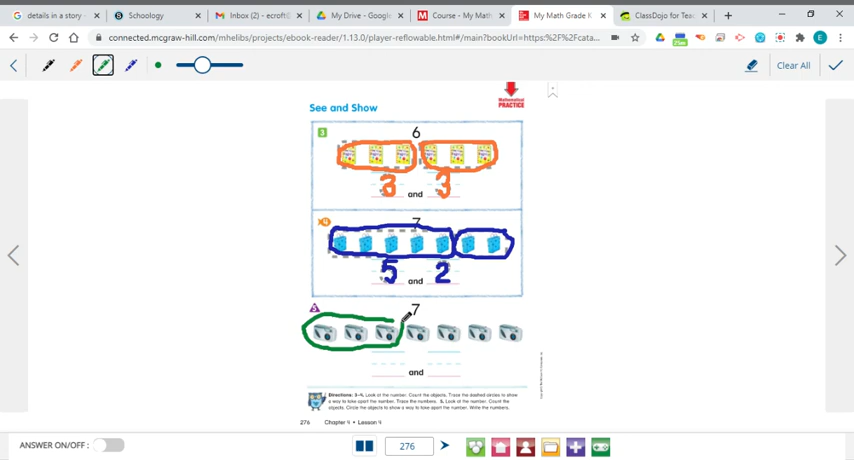 details in a story -
Schoology
Inbox (2) - ecroft@
My Drive - Google
Course - My Math
My Math Grade K
ClassDojo for Tea
connected.mcgraw-hill.com/mhelibs/projects/ebook-reader/1.13.0/player-reflowable.html#/main?bookUrl=https:%2F%2Fcata...
E
Clear All
See and Show
Mathematical
PRACTICE
3
6
3 and 3
4
7
5 and 2
5
7
and
Directions: 3–4. Look at the number. Count the objects. Trace the dashed circles to show
a way to take apart the number. Trace the numbers. 5. Look at the number. Count the
objects. Circle the objects to show a way to take apart the number. Write the numbers.
276 Chapter 4 • Lesson 4
ANSWER ON/OFF :
276